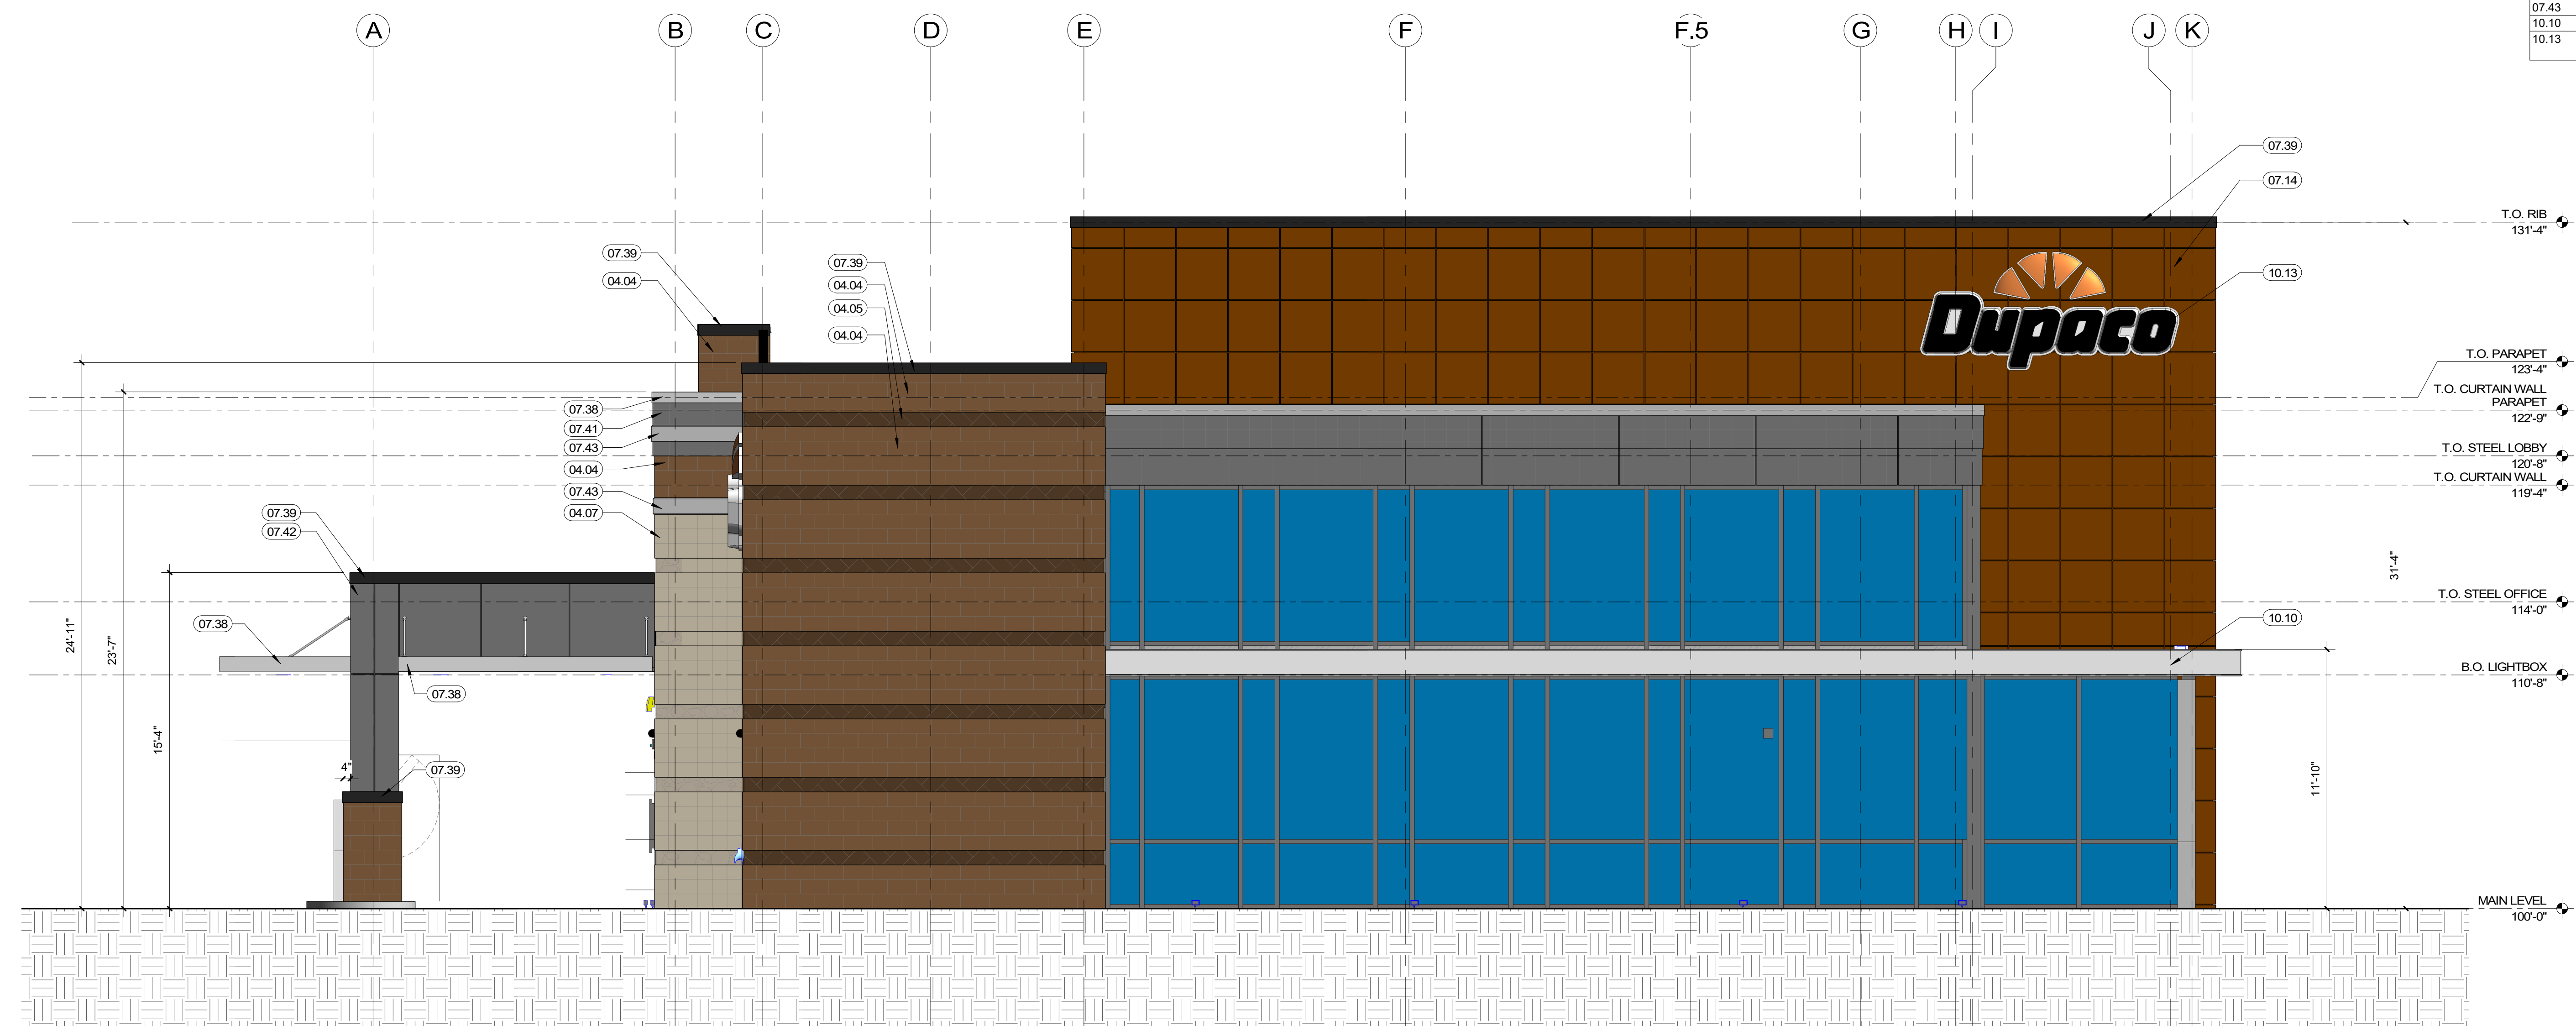 07.43
10.10
10.13
A
B
C
D
E
F
F.5
G
H
I
J
K
07.39
07.14
T.O. RIB
131'-4"
07.39
04.04
07.39
04.04
04.05
04.04
10.13
Dupaco
T.O. PARAPET
123'-4"
T.O. CURTAIN WALL
PARAPET
122'-9"
07.38
07.41
07.43
04.04
07.43
04.07
T.O. STEEL LOBBY
120'-8"
T.O. CURTAIN WALL
119'-4"
07.39
07.42
31'-4"
T.O. STEEL OFFICE
114'-0"
24'-11"
23'-7"
15'-4"
07.38
10.10
07.38
B.O. LIGHTBOX
110'-8"
4"
07.39
11'-10"
MAIN LEVEL
100'-0"